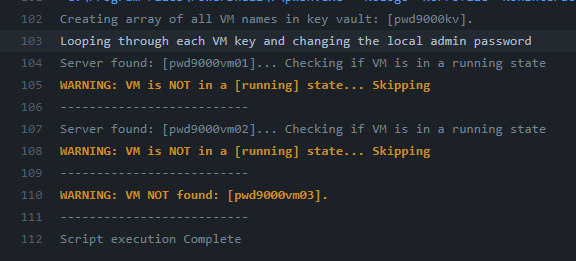 102 Creating array of all VM names in key vault: [pwd9000kv].
103 Looping through each VM key and changing the local admin password
104 Server found: [pwd9000vm01]... Checking if VM is in a running state
105 WARNING: VM is NOT in a [running] state... Skipping
106 --------------------------
107 Server found: [pwd9000vm02]... Checking if VM is in a running state
108 WARNING: VM is NOT in a [running] state... Skipping
109 --------------------------
110 WARNING: VM NOT found: [pwd9000vm03].
111 --------------------------
112 Script execution Complete